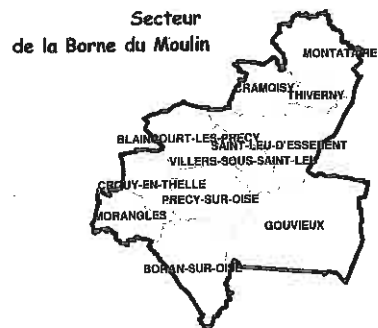 Secteur
de la Borne du Moulin
MONTATAIRE
CRAMOISY
THIVERNY
BLAINCOURT-LES-PRECY
SAINT-LEU-D'ESSERENT
VILLERS-SOUS-SAINT-LEU
CROUY-EN-THELLE
PRECY-SUR-OISE
MORANGLES
GOUVIEUX
BORAN-SUR-OISE